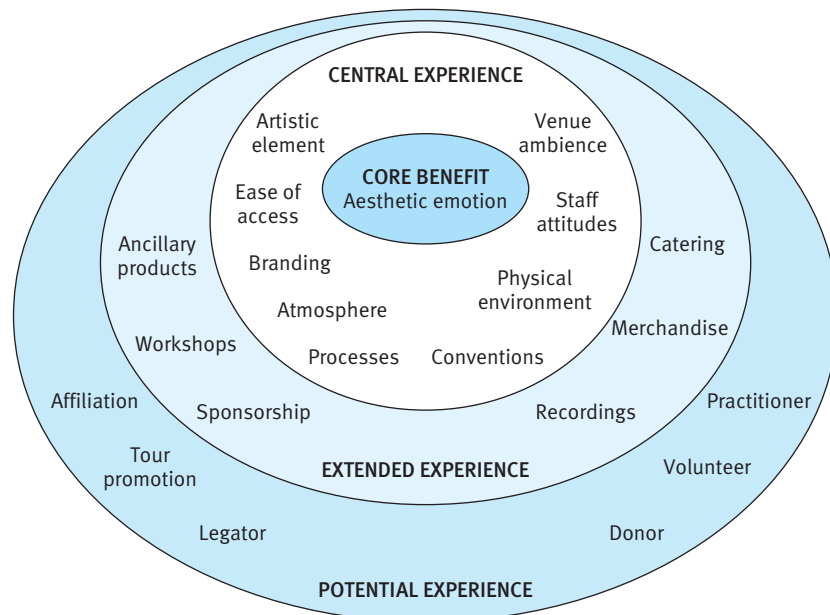 CENTRAL EXPERIENCE
Artistic
element
Venue
ambience
CORE BENEFIT
Aesthetic emotion
Ease of
access
Staff
attitudes
Ancillary
products
Branding
Catering
Physical
environment
Atmosphere
Merchandise
Workshops
Processes
Conventions
Affiliation
Sponsorship
Recordings
Practitioner
Tour
promotion
EXTENDED EXPERIENCE
Volunteer
Legator
Donor
POTENTIAL EXPERIENCE